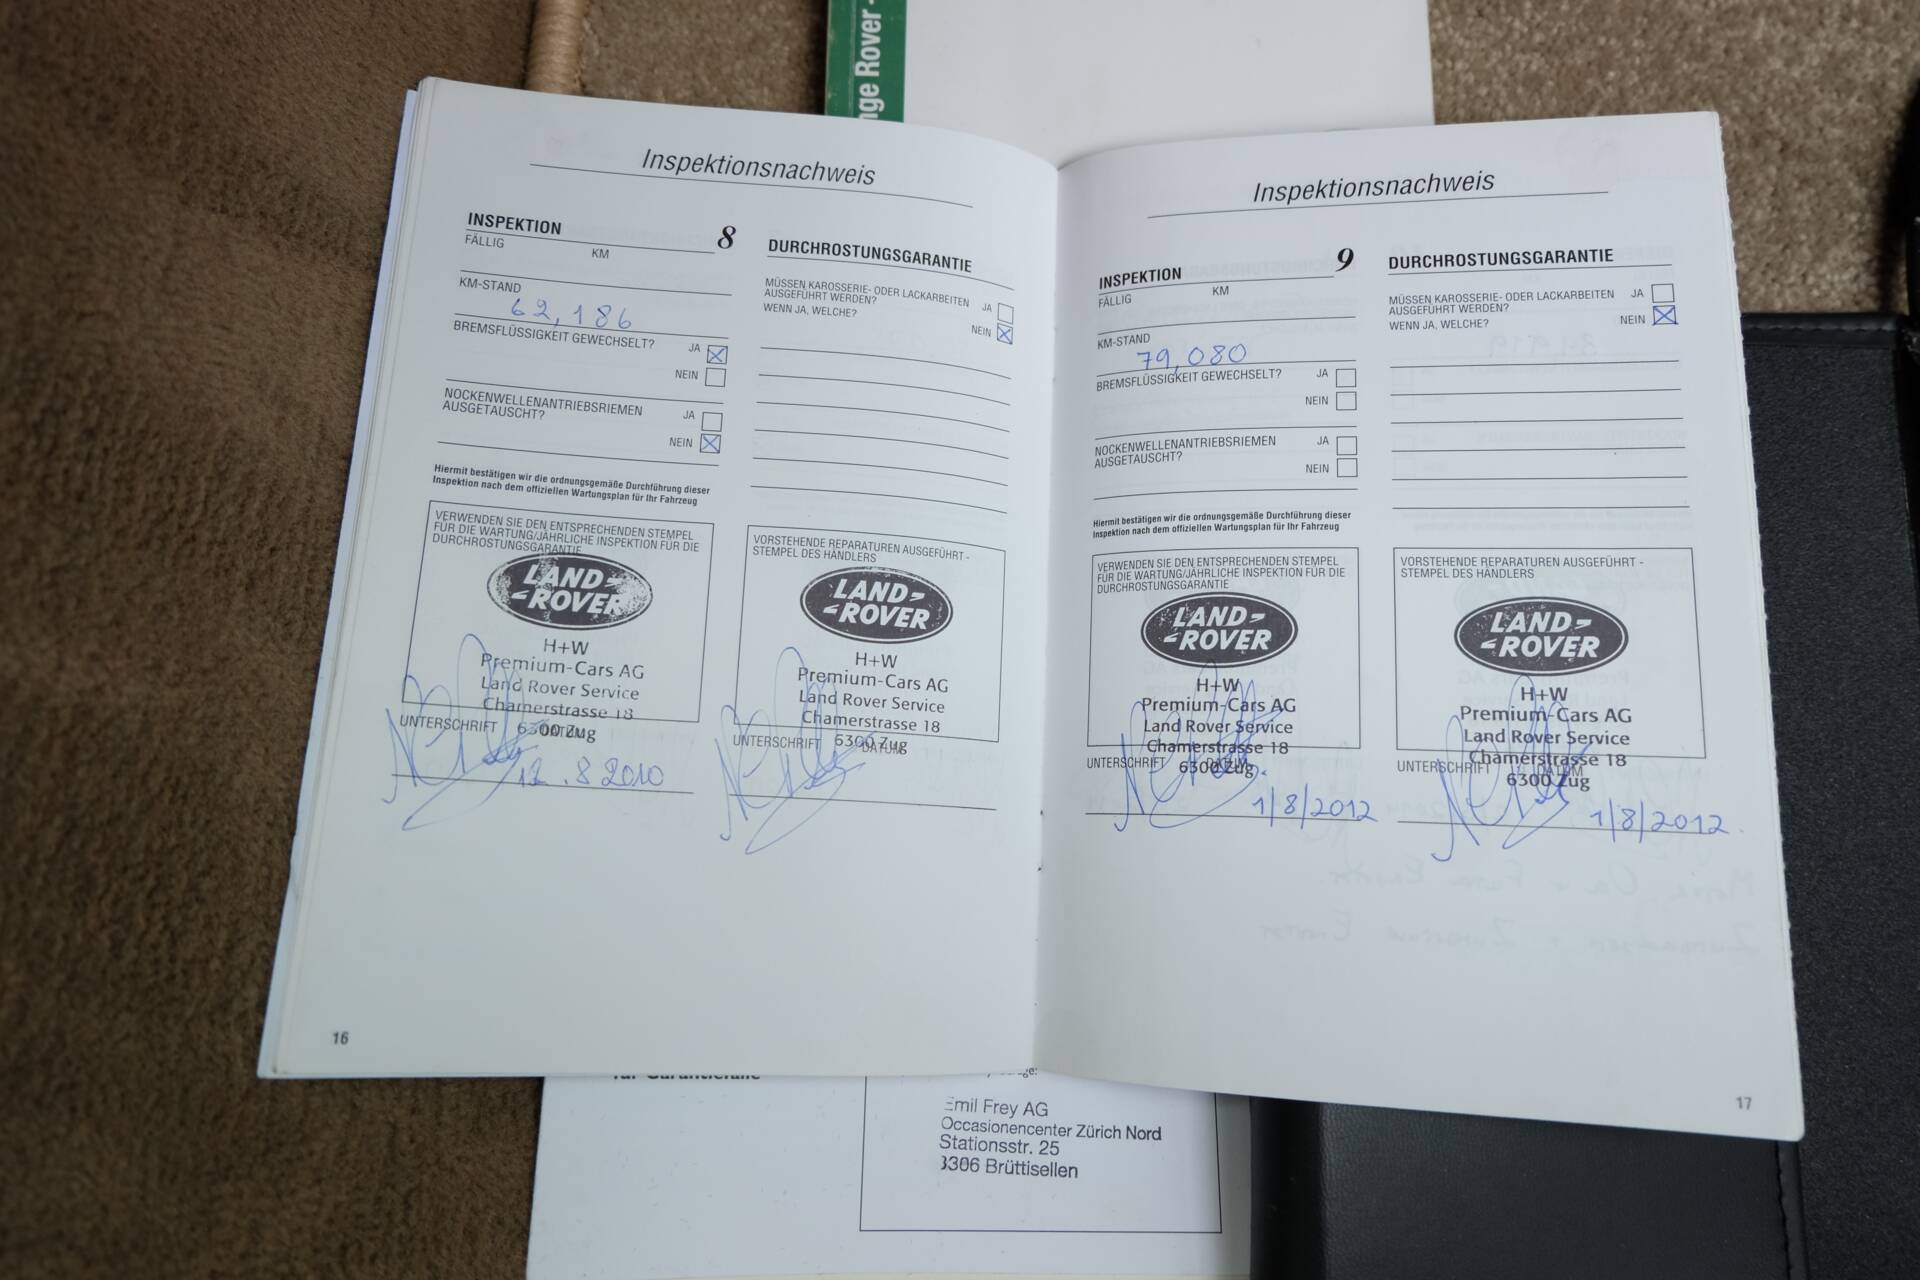 nge Rover -
Inspektionsnachweis
INSPEKTION 8
FÄLLIG KM
KM-STAND
62,186
BREMSFLÜSSIGKEIT GEWECHSELT? JA
NEIN
NOCKENWELLENANTRIEBSRIEMEN JA
AUSGETAUSCHT?
NEIN
Hiermit bestätigen wir die ordnungsgemäße Durchführung dieser
Inspektion nach dem offiziellen Wartungsplan für Ihr Fahrzeug
VERWENDEN SIE DEN ENTSPRECHENDEN STEMPEL
FÜR DIE WARTUNG/JÄHRLICHE INSPEKTION FÜR DIE
DURCHROSTUNGSGARANTIE
LAND-
-ROVER
H+W
Premium-Cars AG
Land Rover Service
Chamerstrasse 18
6300 Zug
UNTERSCHRIFT DATUM
12.8 2010
DURCHROSTUNGSGARANTIE
MÜSSEN KAROSSERIE- ODER LACKARBEITEN JA
AUSGEFÜHRT WERDEN?
WENN JA, WELCHE? NEIN
VORSTEHENDE REPARATUREN AUSGEFÜHRT -
STEMPEL DES HÄNDLERS
LAND-
-ROVER
H+W
Premium-Cars AG
Land Rover Service
Chamerstrasse 18
6300 Zug
UNTERSCHRIFT DATUM
16
Inspektionsnachweis
INSPEKTION 9
FÄLLIG KM
KM-STAND
79,080
BREMSFLÜSSIGKEIT GEWECHSELT? JA
NEIN
NOCKENWELLENANTRIEBSRIEMEN JA
AUSGETAUSCHT?
NEIN
Hiermit bestätigen wir die ordnungsgemäße Durchführung dieser
Inspektion nach dem offiziellen Wartungsplan für Ihr Fahrzeug
VERWENDEN SIE DEN ENTSPRECHENDEN STEMPEL
FÜR DIE WARTUNG/JÄHRLICHE INSPEKTION FÜR DIE
DURCHROSTUNGSGARANTIE
LAND-
-ROVER
H+W
Premium-Cars AG
Land Rover Service
Chamerstrasse 18
6300 Zug
UNTERSCHRIFT DATUM
1/8/2012
DURCHROSTUNGSGARANTIE
MÜSSEN KAROSSERIE- ODER LACKARBEITEN JA
AUSGEFÜHRT WERDEN?
WENN JA, WELCHE? NEIN
VORSTEHENDE REPARATUREN AUSGEFÜHRT -
STEMPEL DES HÄNDLERS
LAND-
-ROVER
H+W
Premium-Cars AG
Land Rover Service
Chamerstrasse 18
6300 Zug
UNTERSCHRIFT DATUM
1/8/2012.
17
Emil Frey AG
Occasionencenter Zürich Nord
Stationsstr. 25
8306 Brüttisellen